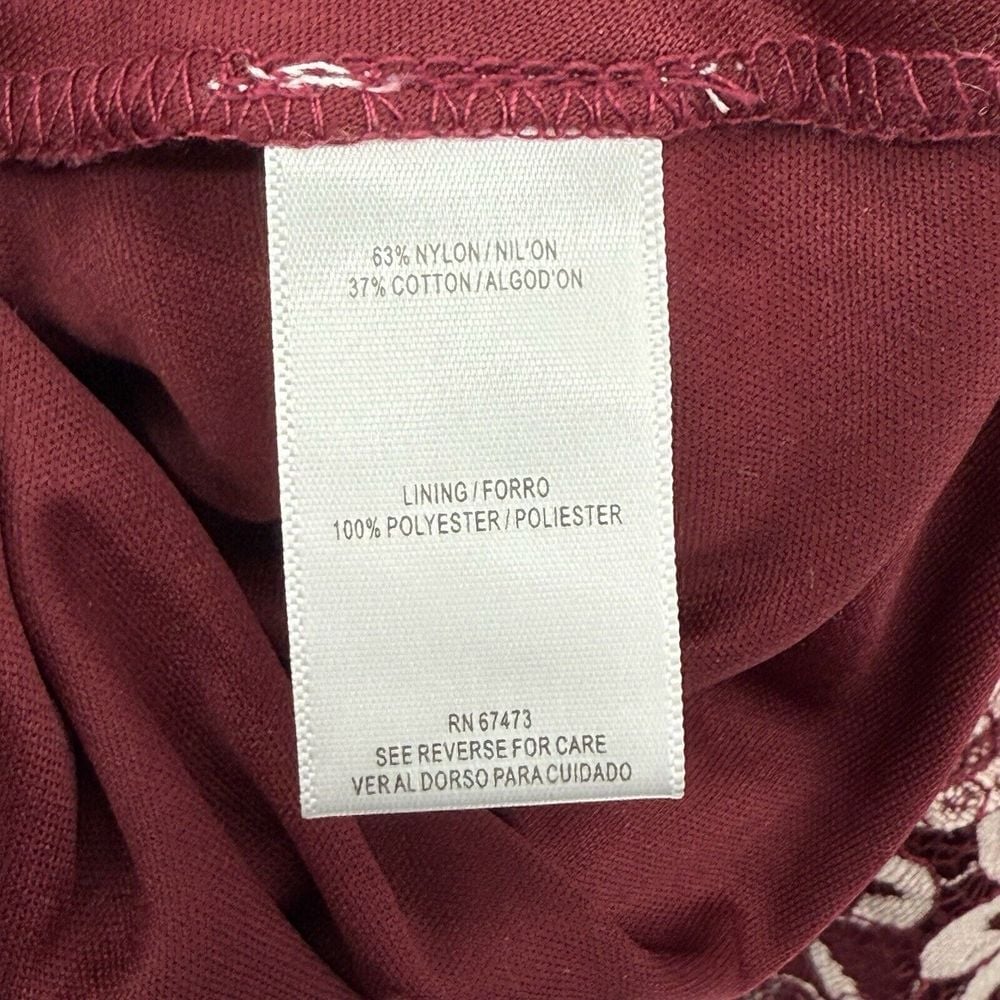 63% NYLON/NIL'ON
37% COTTON/ALGOD'ON
LINING/FORRO
100% POLYESTER/POLIESTER
RN 67473
SEE REVERSE FOR CARE
VER AL DORSO PARA CUIDADO